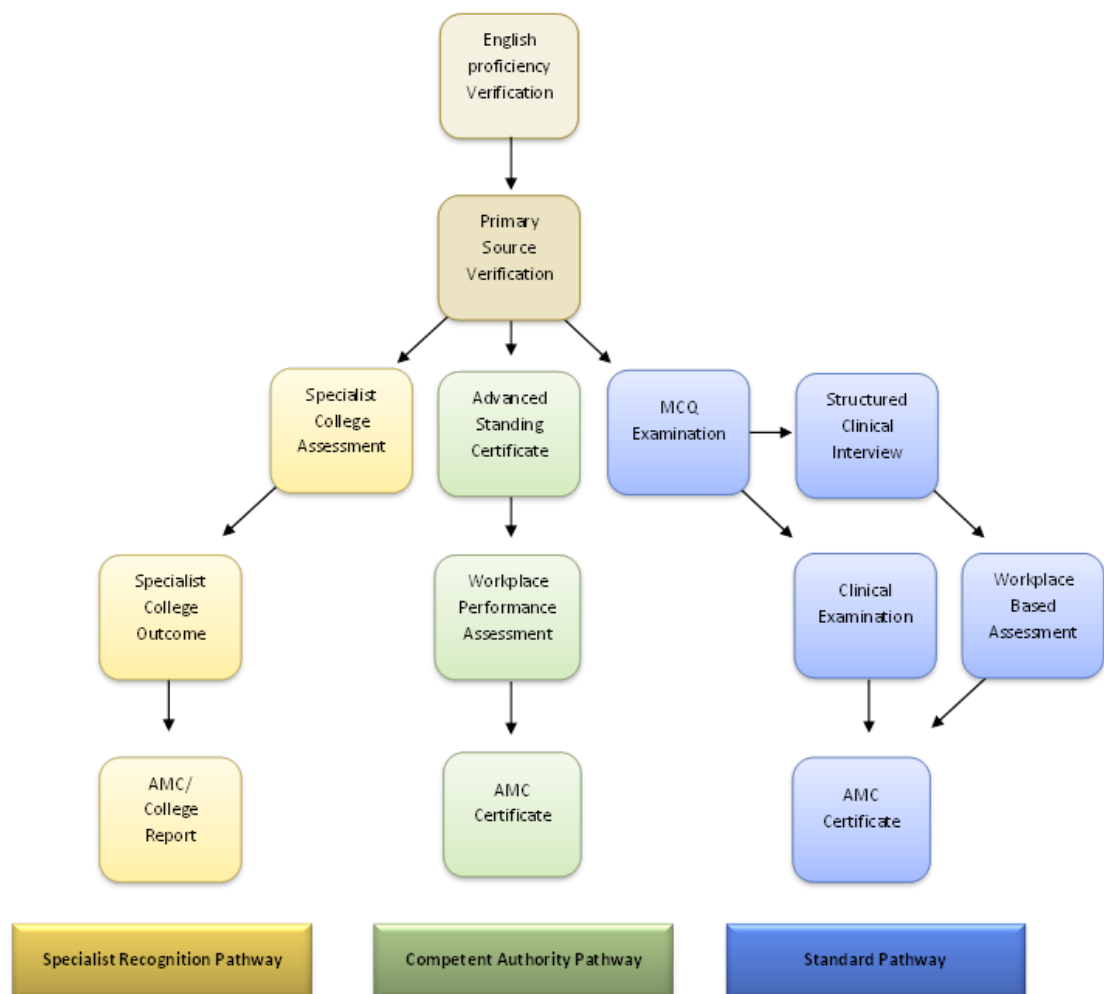 English
proficiency
Verification
Primary
Source
Verification
Specialist
College
Assessment
Advanced
Standing
Certificate
MCQ
Examination
Structured
Clinical
Interview
Specialist
College
Outcome
Workplace
Performance
Assessment
Clinical
Examination
Workplace
Based
Assessment
AMC/
College
Report
AMC
Certificate
AMC
Certificate
Specialist Recognition Pathway
Competent Authority Pathway
Standard Pathway